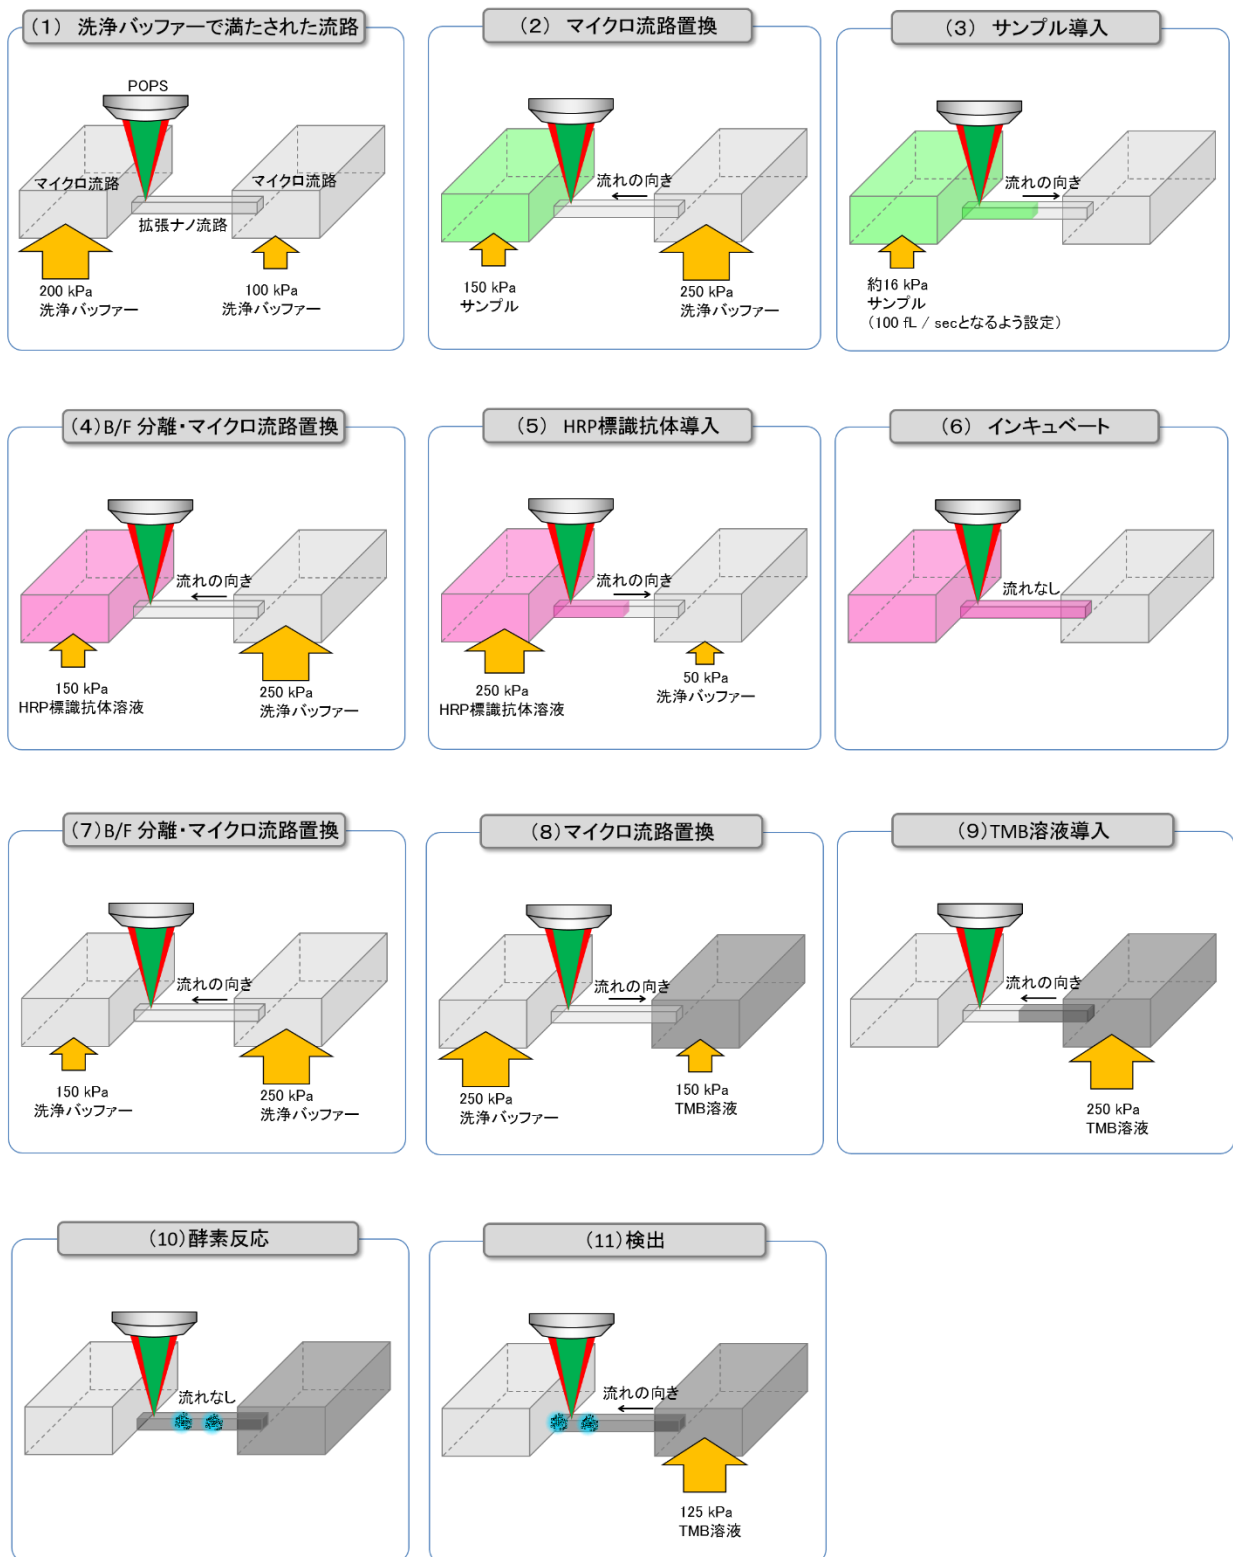 (1) 洗浄バッファーで満たされた流路
POPS
マイクロ流路
マイクロ流路
拡張ナノ流路
200 kPa
洗浄バッファー
100 kPa
洗浄バッファー
(2) マイクロ流路置換
流れの向き
150 kPa
サンプル
250 kPa
洗浄バッファー
(3) サンプル導入
流れの向き
約16 kPa
サンプル
(100 fL / secとなるよう設定)
(4)B/F 分離・マイクロ流路置換
流れの向き
150 kPa
HRP標識抗体溶液
250 kPa
洗浄バッファー
(5) HRP標識抗体導入
流れの向き
250 kPa
HRP標識抗体溶液
50 kPa
洗浄バッファー
(6) インキュベート
流れなし
(7)B/F 分離・マイクロ流路置換
流れの向き
150 kPa
洗浄バッファー
250 kPa
洗浄バッファー
(8)マイクロ流路置換
流れの向き
250 kPa
洗浄バッファー
150 kPa
TMB溶液
(9)TMB溶液導入
流れの向き
250 kPa
TMB溶液
(10)酵素反応
流れなし
(11)検出
流れの向き
125 kPa
TMB溶液